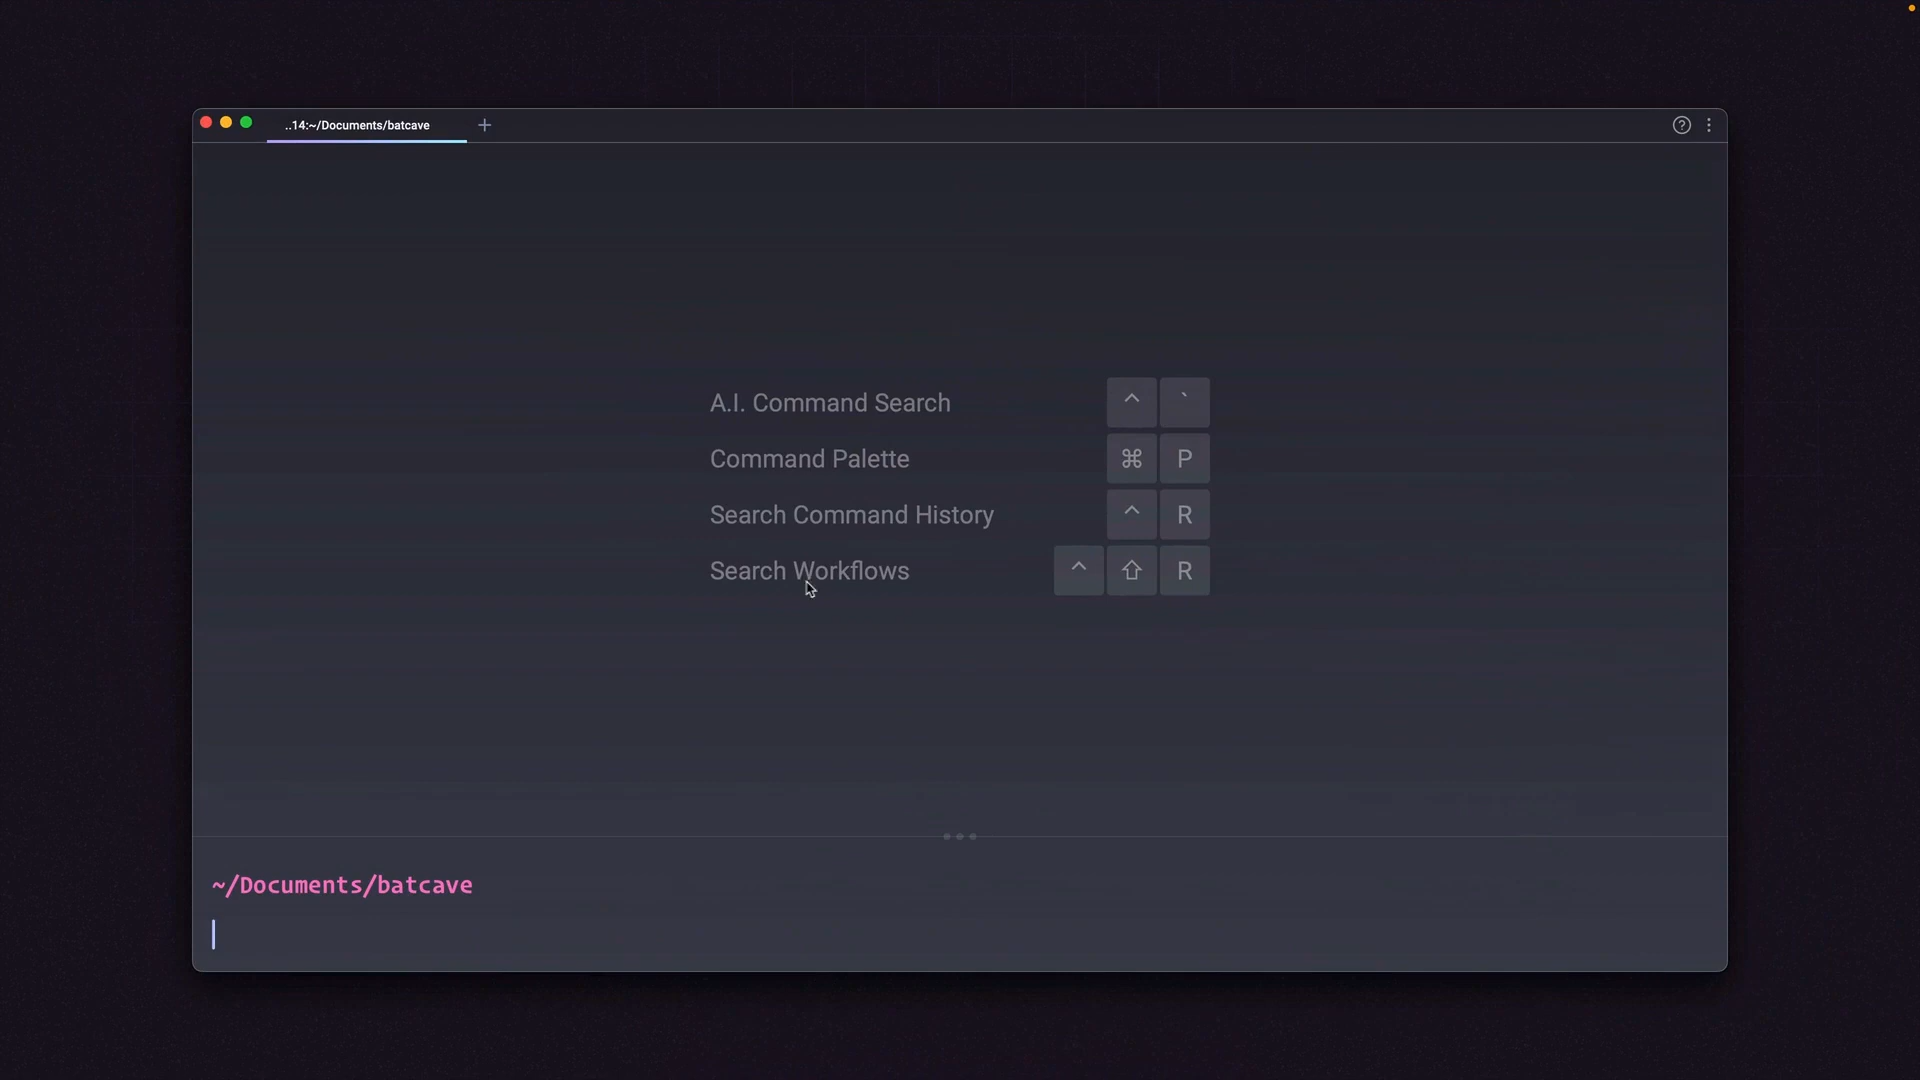 ..14:~/Documents/batcave +
A.I. Command Search ^ `
Command Palette ⌘ P
Search Command History ^ R
Search Workflows ^ ⇧ R
~/Documents/batcave